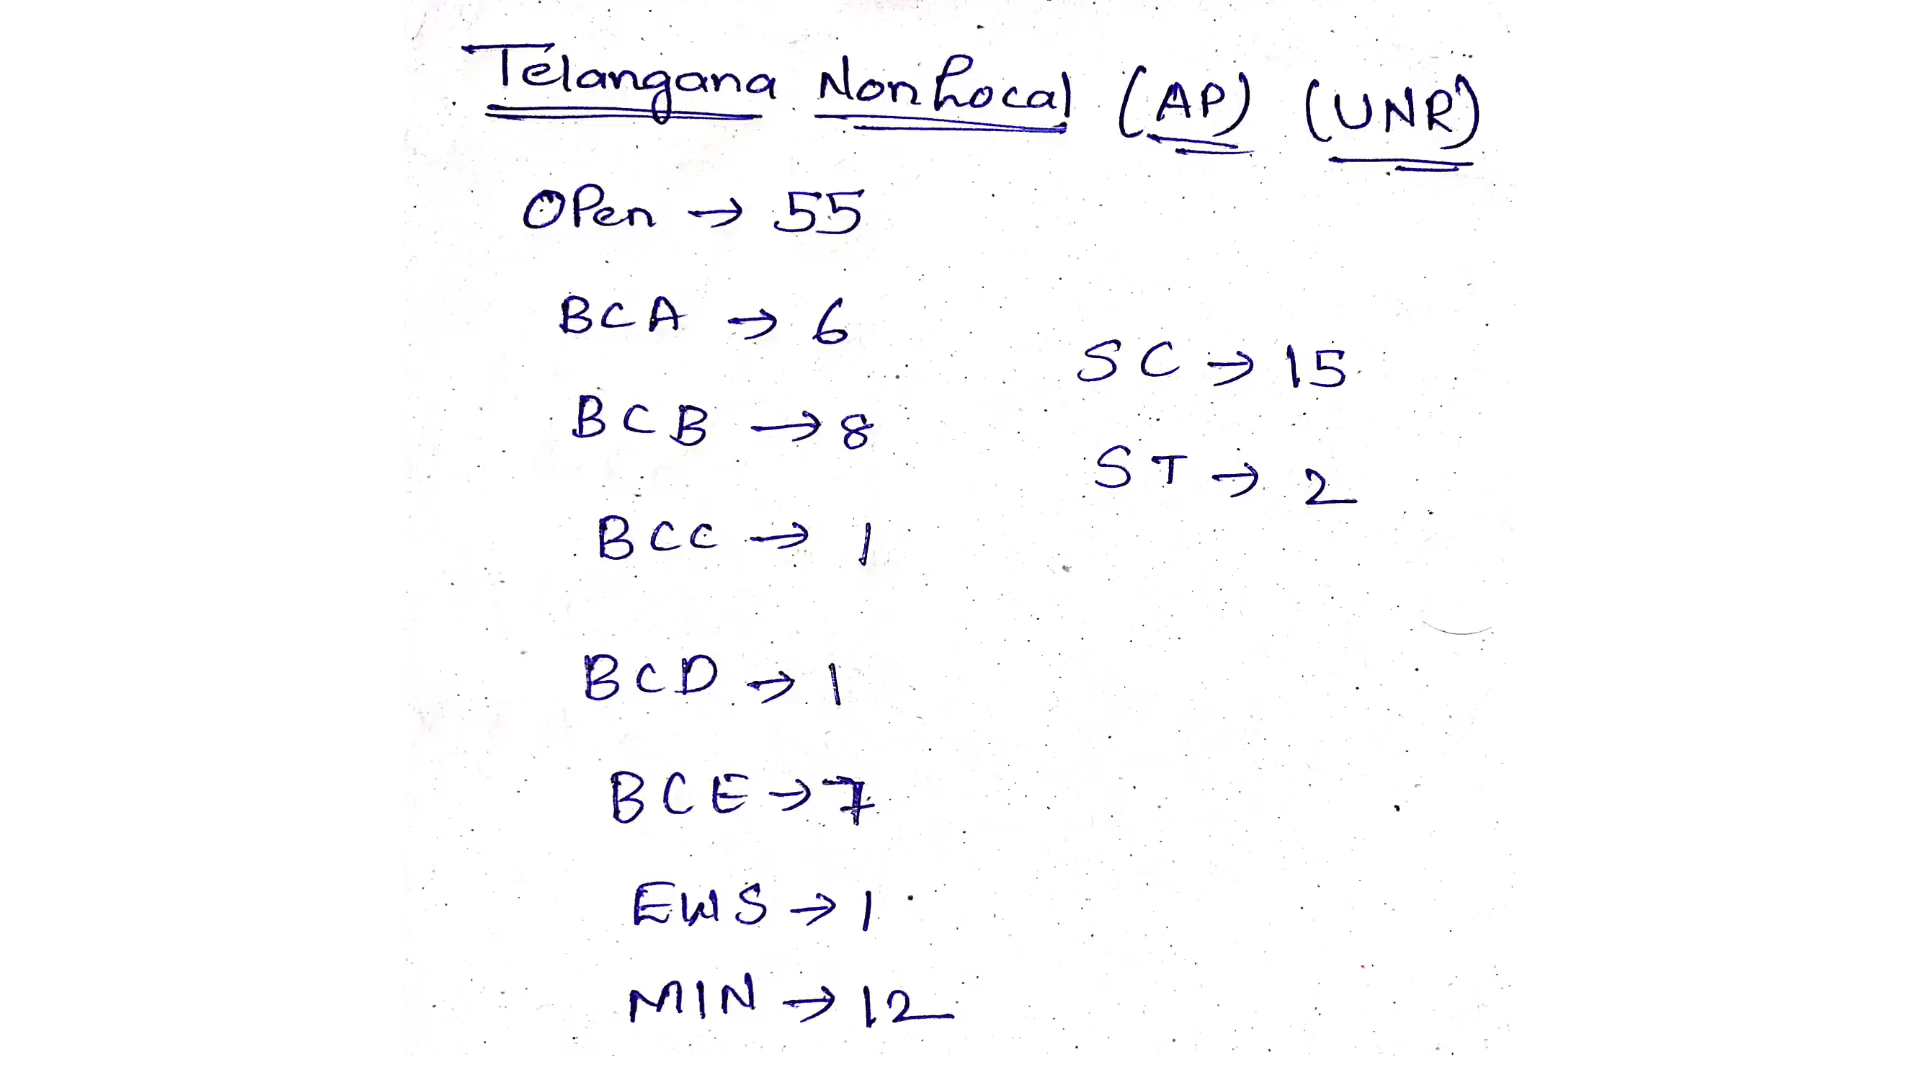 Telangana Non Local (AP) (UNR)
OPen → 55
BCA → 6
BCB → 8
BCC → 1
BCD → 1
BCE → 7
EWS → 1
MIN → 12
SC → 15
ST → 2